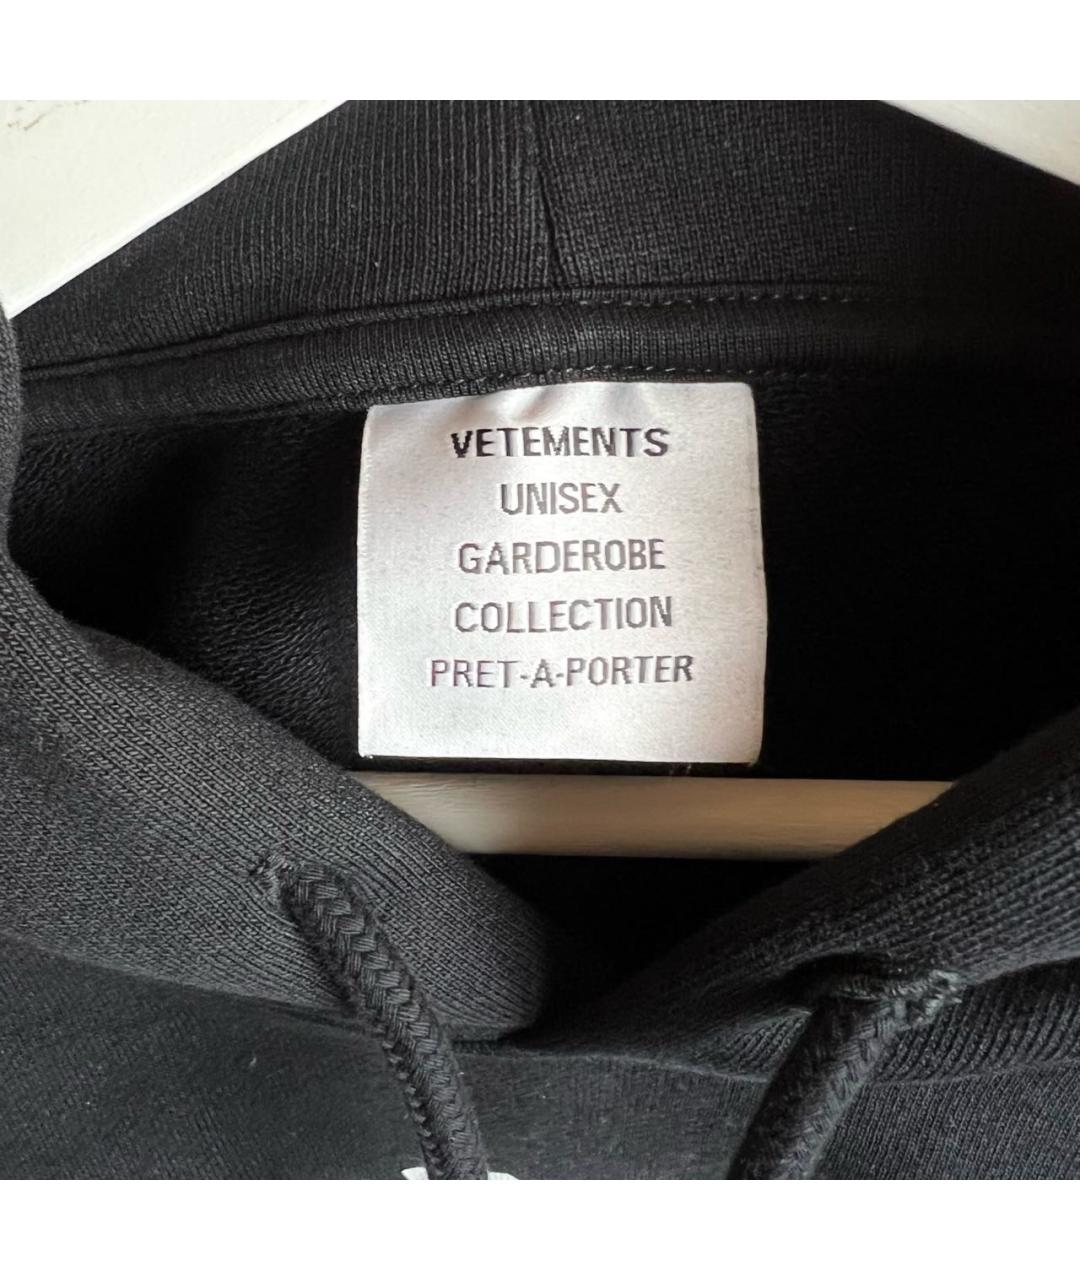 VETEMENTS
UNISEX
GARDEROBE
COLLECTION
PRET-A-PORTER